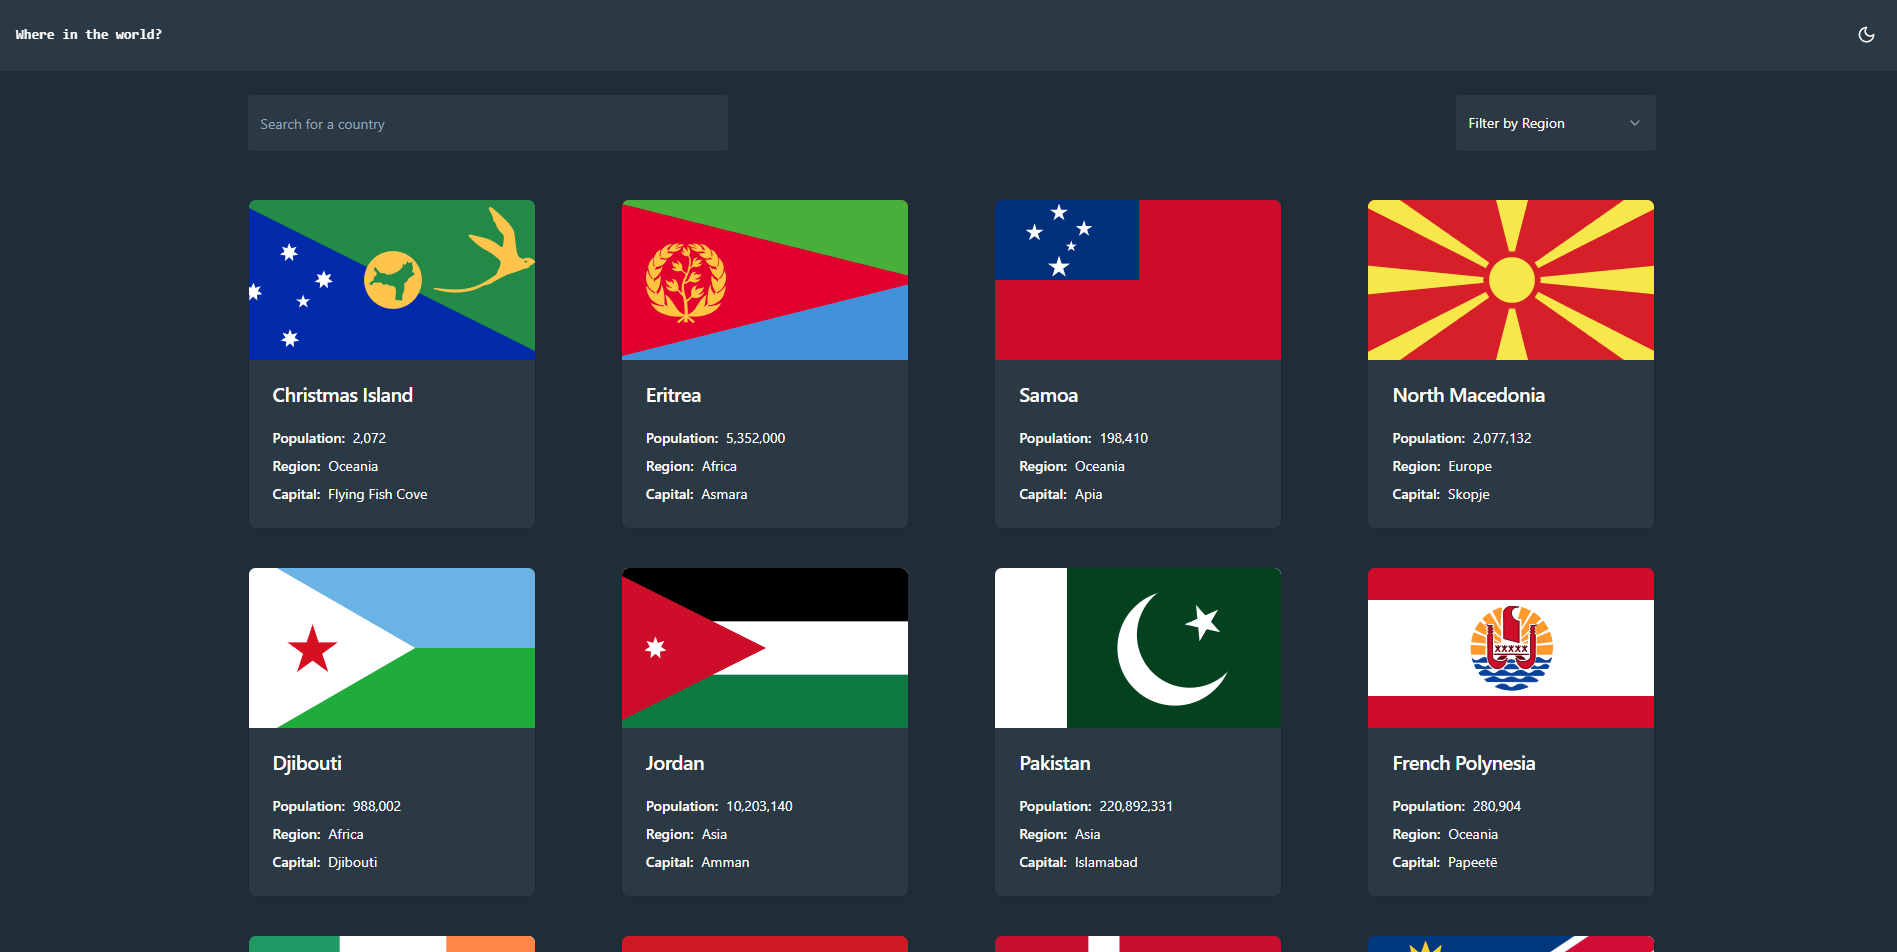 Where in the world?
Search for a country
Filter by Region
Christmas Island
Population: 2,072
Region: Oceania
Capital: Flying Fish Cove
Eritrea
Population: 5,352,000
Region: Africa
Capital: Asmara
Samoa
Population: 198,410
Region: Oceania
Capital: Apia
North Macedonia
Population: 2,077,132
Region: Europe
Capital: Skopje
Djibouti
Population: 988,002
Region: Africa
Capital: Djibouti
Jordan
Population: 10,203,140
Region: Asia
Capital: Amman
Pakistan
Population: 220,892,331
Region: Asia
Capital: Islamabad
French Polynesia
Population: 280,904
Region: Oceania
Capital: Papeetē